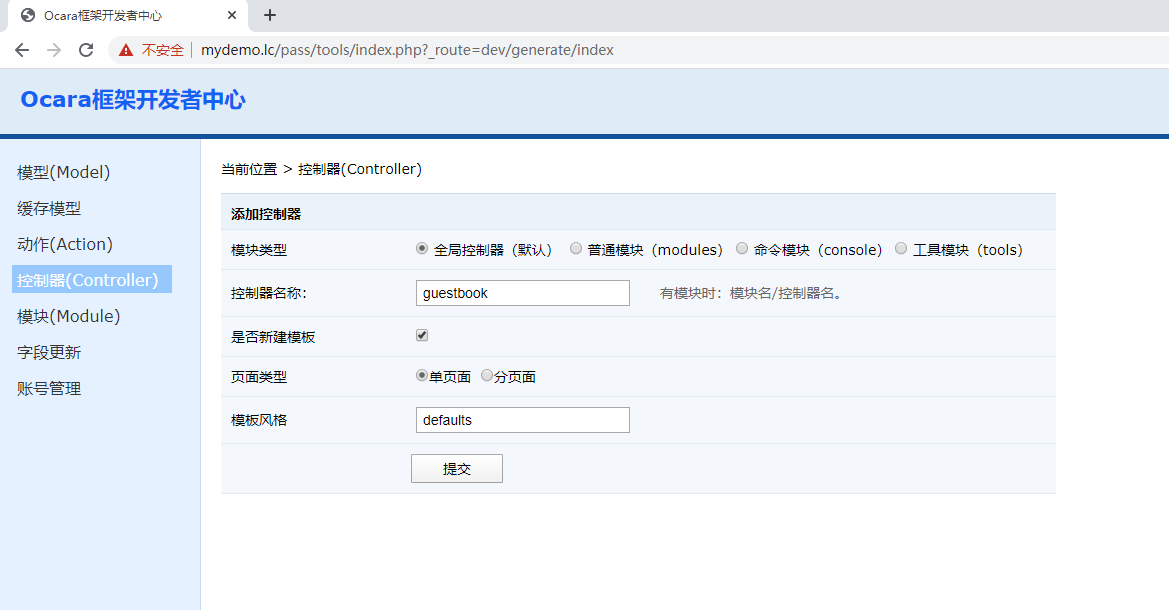 Ocara框架开发者中心
不安全 mydemo.lc/pass/tools/index.php?_route=dev/generate/index
Ocara框架开发者中心
模型(Model)
缓存模型
动作(Action)
控制器(Controller)
模块(Module)
字段更新
账号管理
当前位置 > 控制器(Controller)
添加控制器
模块类型 全局控制器（默认） 普通模块（modules） 命令模块（console） 工具模块（tools）
控制器名称： guestbook 有模块时：模块名/控制器名。
是否新建模板
页面类型 单页面 分页面
模板风格 defaults
提交